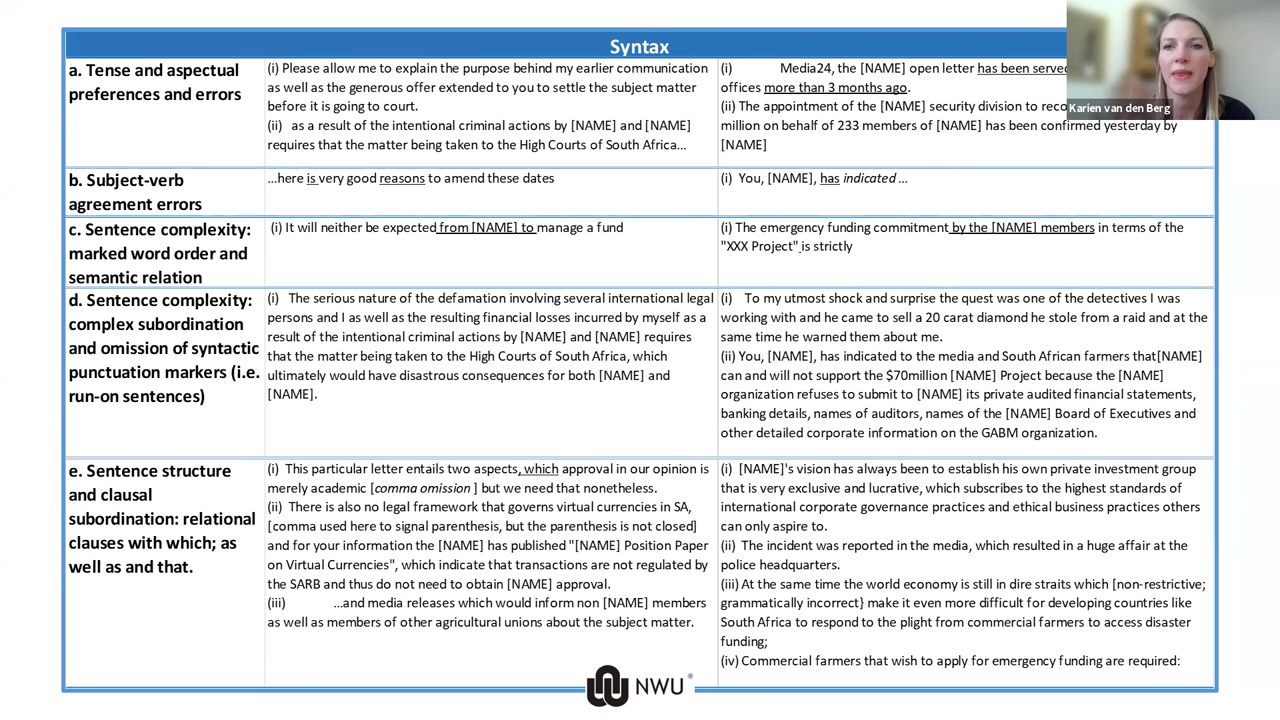 Syntax
Karien van den Berg
a. Tense and aspectual
preferences and errors
(i) Please allow me to explain the purpose behind my earlier communication
as well as the generous offer extended to you to settle the subject matter
before it is going to court.
(ii) as a result of the intentional criminal actions by [NAME] and [NAME]
requires that the matter being taken to the High Courts of South Africa…
(i) Media24, the [NAME] open letter has been served
offices more than 3 months ago.
(ii) The appointment of the [NAME] security division to
million on behalf of 233 members of [NAME] has been confirmed yesterday by
[NAME]
b. Subject-verb
agreement errors
…here is very good reasons to amend these dates
(i) You, [NAME], has indicated …
c. Sentence complexity:
marked word order and
semantic relation
(i) It will neither be expected from [NAME] to manage a fund
(i) The emergency funding commitment by the [NAME] members in terms of the
"XXX Project" is strictly
d. Sentence complexity:
complex subordination
and omission of syntactic
punctuation markers (i.e.
run-on sentences)
(i) The serious nature of the defamation involving several international legal
persons and I as well as the resulting financial losses incurred by myself as a
result of the intentional criminal actions by [NAME] and [NAME] requires
that the matter being taken to the High Courts of South Africa, which
ultimately would have disastrous consequences for both [NAME] and
[NAME].
(i) To my utmost shock and surprise the quest was one of the detectives I was
working with and he came to sell a 20 carat diamond he stole from a raid and at the
same time he warned them about me.
(ii) You, [NAME], has indicated to the media and South African farmers that[NAME]
can and will not support the $70million [NAME] Project because the [NAME]
organization refuses to submit to [NAME] its private audited financial statements,
banking details, names of auditors, names of the [NAME] Board of Executives and
other detailed corporate information on the GABM organization.
e. Sentence structure
and clausal
subordination: relational
clauses with which; as
well as and that.
(i) This particular letter entails two aspects, which approval in our opinion is
merely academic [comma omission ] but we need that nonetheless.
(ii) There is also no legal framework that governs virtual currencies in SA,
[comma used here to signal parenthesis, but the parenthesis is not closed]
and for your information the [NAME] has published "[NAME] Position Paper
on Virtual Currencies", which indicate that transactions are not regulated by
the SARB and thus do not need to obtain [NAME] approval.
(iii) …and media releases which would inform non [NAME] members
as well as members of other agricultural unions about the subject matter.
(i) [NAME]'s vision has always been to establish his own private investment group
that is very exclusive and lucrative, which subscribes to the highest standards of
international corporate governance practices and ethical business practices others
can only aspire to.
(ii) The incident was reported in the media, which resulted in a huge affair at the
police headquarters.
(iii) At the same time the world economy is still in dire straits which [non-restrictive;
grammatically incorrect} make it even more difficult for developing countries like
South Africa to respond to the plight from commercial farmers to access disaster
funding;
(iv) Commercial farmers that wish to apply for emergency funding are required:
NWU®